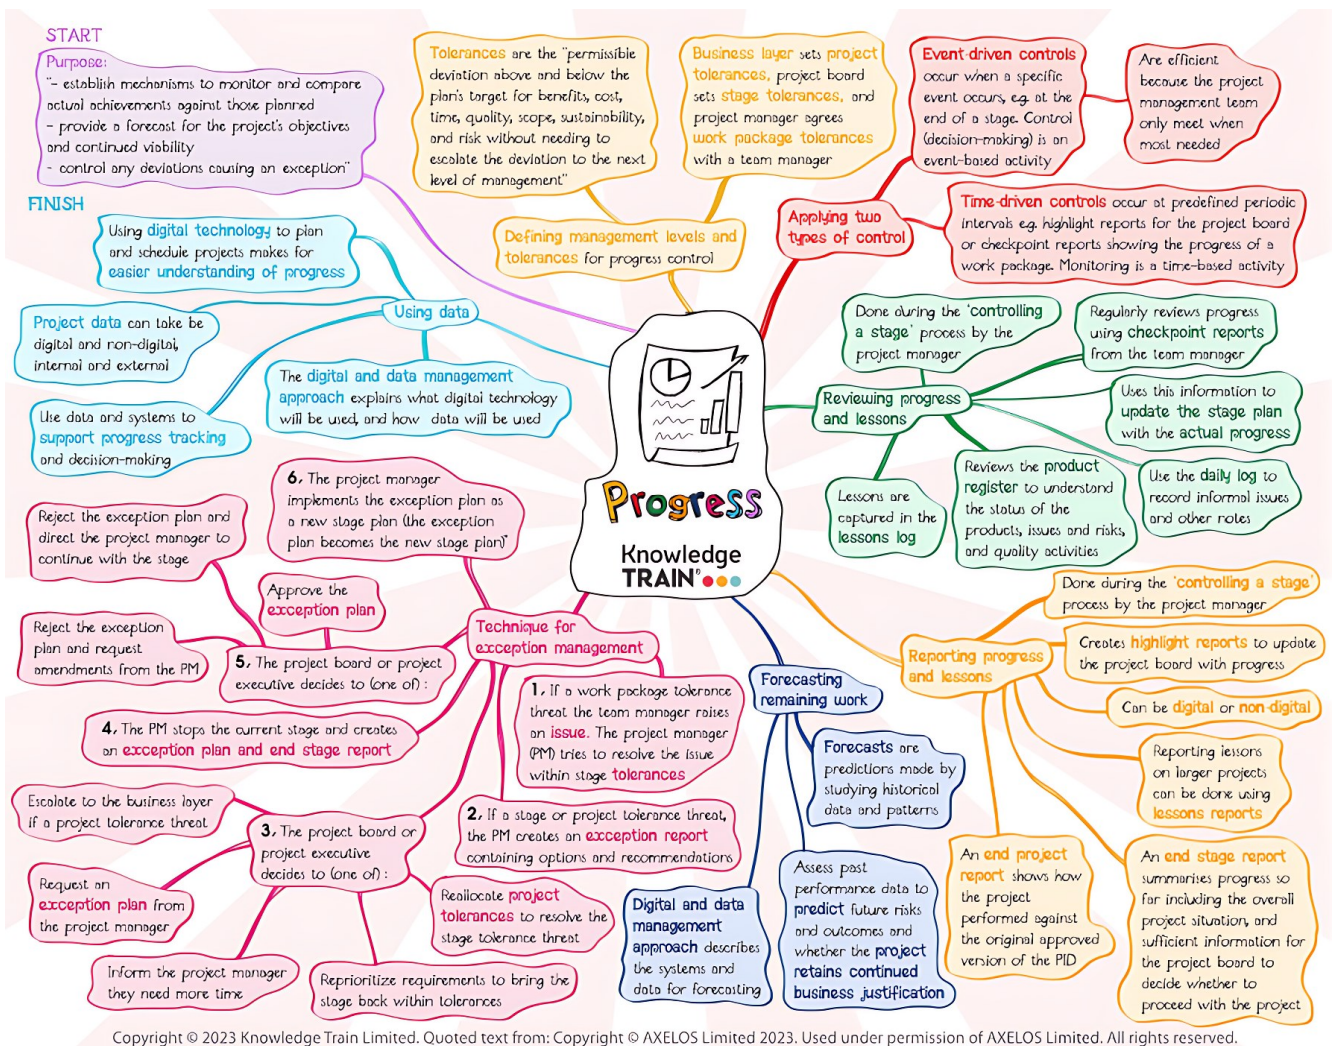 START
Purpose:
"- establish mechanisms to monitor and compare
actual achievements against those planned
- provide a forecast for the project's objectives
and continued viability
- control any deviations causing an exception"
Tolerances are the "permissible
deviation above and below the
plan's target for benefits, cost,
time, quality, scope, sustainability,
and risk without needing to
escalate the deviation to the next
level of management"
Business layer sets project
tolerances, project board
sets stage tolerances, and
project manager agrees
work package tolerances
with a team manager
Defining management levels and
tolerances for progress control
Event-driven controls
occur when a specific
event occurs, e.g. at the
end of a stage. Control
(decision-making) is an
event-based activity
Are efficient
because the project
management team
only meet when
most needed
Applying two
types of control
Time-driven controls occur at predefined periodic
intervals e.g. highlight reports for the project board
or checkpoint reports showing the progress of a
work package. Monitoring is a time-based activity
FINISH
Using digital technology to plan
and schedule projects makes for
easier understanding of progress
Using data
Project data can take be
digital and non-digital,
internal and external
The digital and data management
approach explains what digital technology
will be used, and how data will be used
Use data and systems to
support progress tracking
and decision-making
Progress
Knowledge
TRAIN®
Done during the 'controlling
a stage' process by the
project manager
Regularly reviews progress
using checkpoint reports
from the team manager
Reviewing progress
and lessons
Uses this information to
update the stage plan
with the actual progress
Use the daily log to
record informal issues
and other notes
Reviews the product
register to understand
the status of the
products, issues and risks,
and quality activities
Lessons are
captured in the
lessons log
6. The project manager
implements the exception plan as
a new stage plan (the exception
plan becomes the new stage plan)"
Reject the exception plan and
direct the project manager to
continue with the stage
Approve the
exception plan
Reject the exception
plan and request
amendments from the PM
5. The project board or project
executive decides to (one of) :
Technique for
exception management
1. If a work package tolerance
threat the team manager raises
an issue. The project manager
(PM) tries to resolve the issue
within stage tolerances
4. The PM stops the current stage and creates
an exception plan and end stage report
2. If a stage or project tolerance threat,
the PM creates an exception report
containing options and recommendations
Escalate to the business layer
if a project tolerance threat
3. The project board or
project executive
decides to (one of) :
Request an
exception plan from
the project manager
Reallocate project
tolerances to resolve the
stage tolerance threat
Inform the project manager
they need more time
Reprioritize requirements to bring the
stage back within tolerances
Forecasting
remaining work
Forecasts are
predictions made by
studying historical
data and patterns
Digital and data
management
approach describes
the systems and
data for forecasting
Assess past
performance data to
predict future risks
and outcomes and
whether the project
retains continued
business justification
Reporting progress
and lessons
Done during the 'controlling a stage'
process by the project manager
Creates highlight reports to update
the project board with progress
Can be digital or non-digital
Reporting lessons
on larger projects
can be done using
lessons reports
An end project
report shows how
the project
performed against
the original approved
version of the PID
An end stage report
summarises progress so
far including the overall
project situation, and
sufficient information for
the project board to
decide whether to
proceed with the project
Copyright © 2023 Knowledge Train Limited. Quoted text from: Copyright © AXELOS Limited 2023. Used under permission of AXELOS Limited. All rights reserved.